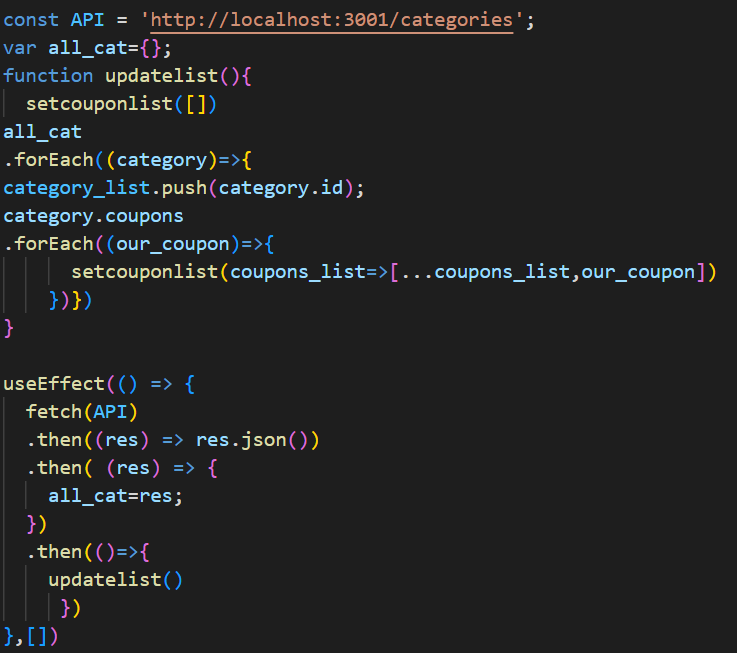 const API = 'http://localhost:3001/categories';
var all_cat={};
function updatelist(){
  setcouponlist([])
all_cat
.forEach((category)=>{
category_list.push(category.id);
category.coupons
.forEach((our_coupon)=>{
      setcouponlist(coupons_list=>[...coupons_list,our_coupon])
    })})
}

useEffect(() => {
  fetch(API)
  .then((res) => res.json())
  .then( (res) => {
    all_cat=res;
  })
  .then(()=>{
    updatelist()
     })
},[])